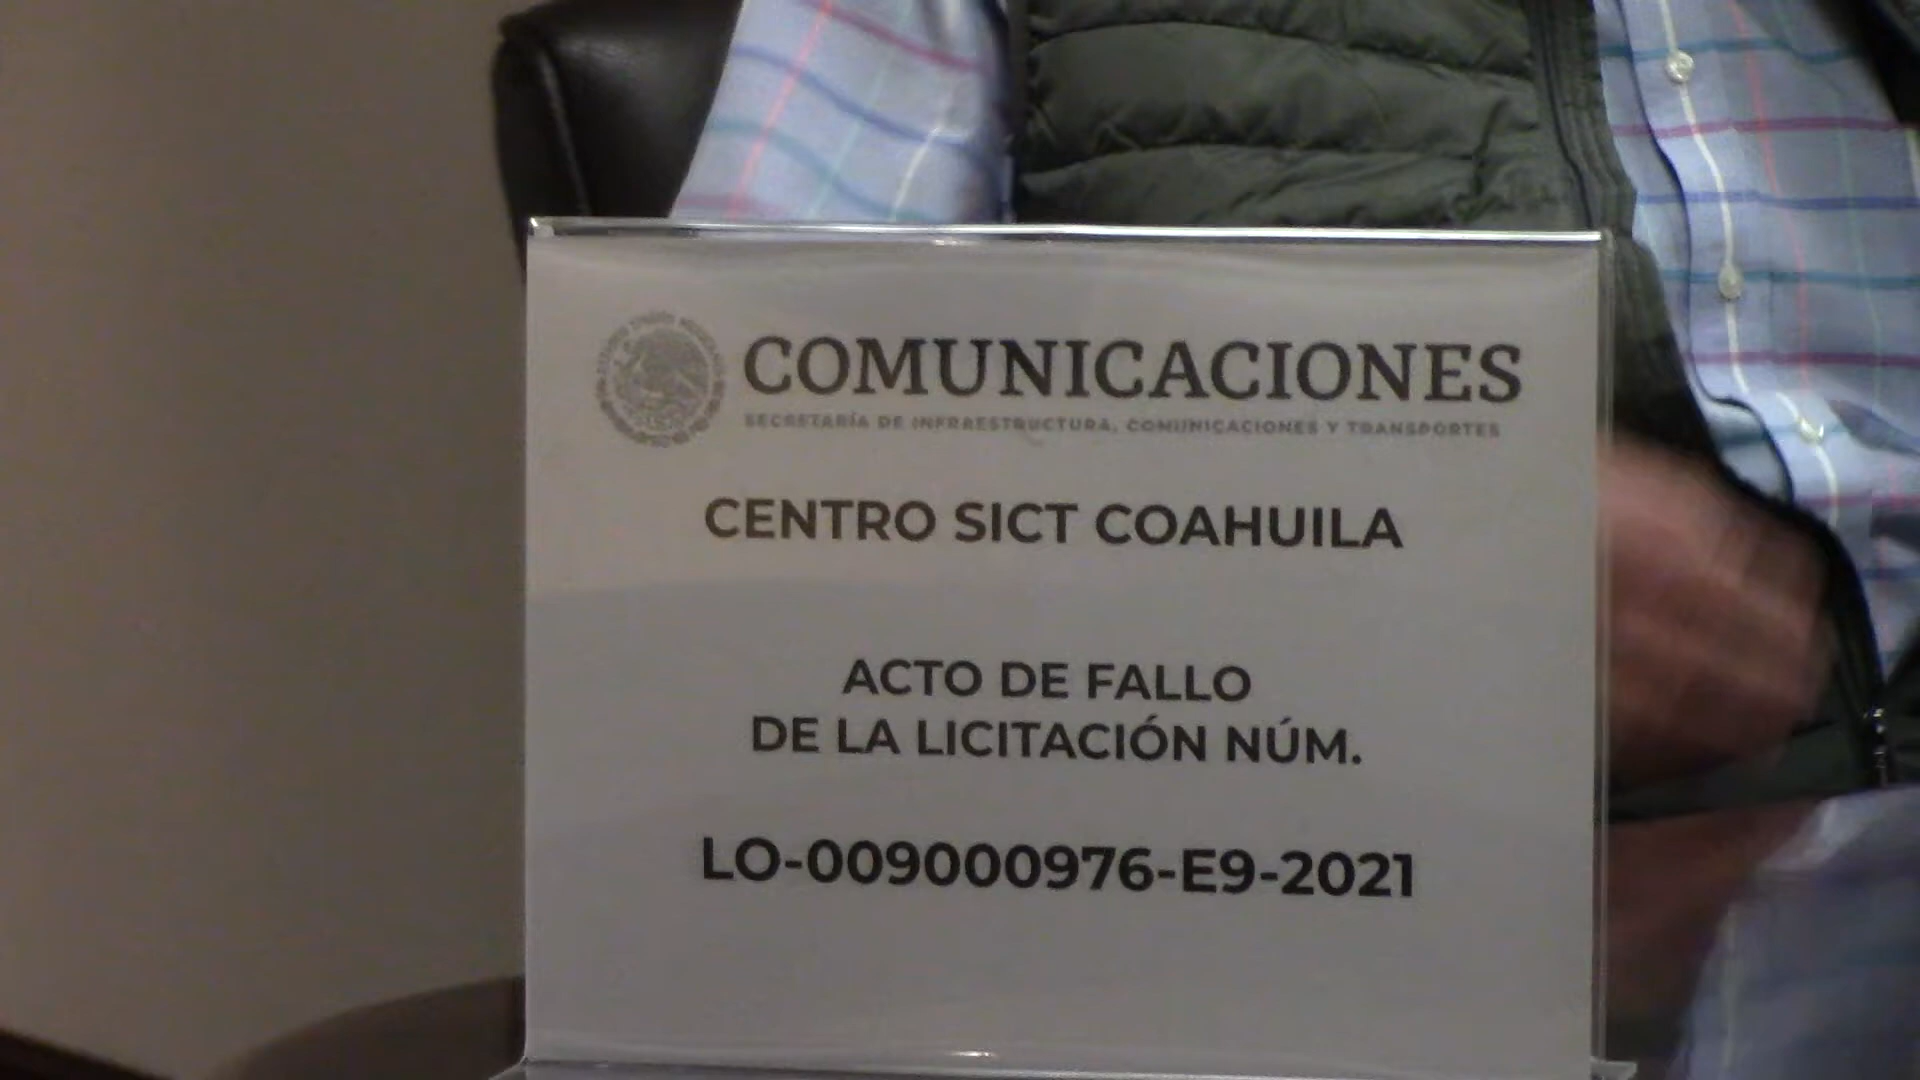 COMUNICACIONES
SECRETARÍA DE INFRAESTRUCTURA, COMUNICACIONES Y TRANSPORTES
CENTRO SICT COAHUILA
ACTO DE FALLO
DE LA LICITACIÓN NÚM.
LO-009000976-E9-2021